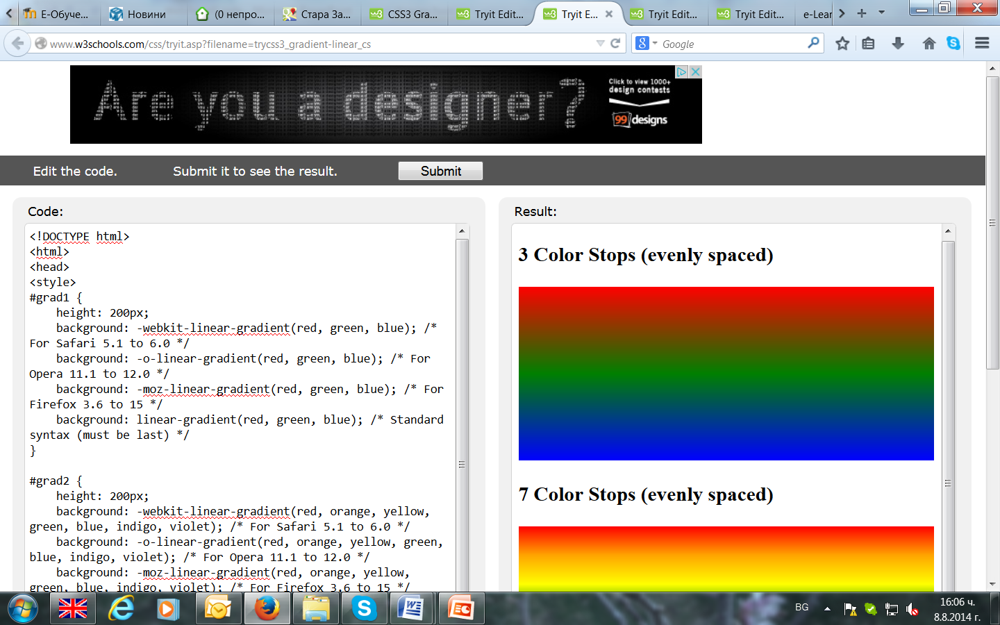 Е-Обуче...
Новини
(0 непро...
Стара За...
CSS3 Gra...
Tryit Edit...
Tryit E...
Tryit Edit...
Tryit Edit...
e-Lear
www.w3schools.com/css/tryit.asp?filename=trycss3_gradient-linear_cs
Google
Are you a designer?
Click to view 1000+
design contests
99designs
Edit the code.
Submit it to see the result.
Submit
Code:
<!DOCTYPE html>
<html>
<head>
<style>
#grad1 {
    height: 200px;
    background: -webkit-linear-gradient(red, green, blue); /*
For Safari 5.1 to 6.0 */
    background: -o-linear-gradient(red, green, blue); /* For
Opera 11.1 to 12.0 */
    background: -moz-linear-gradient(red, green, blue); /* For
Firefox 3.6 to 15 */
    background: linear-gradient(red, green, blue); /* Standard
syntax (must be last) */
}
#grad2 {
    height: 200px;
    background: -webkit-linear-gradient(red, orange, yellow,
green, blue, indigo, violet); /* For Safari 5.1 to 6.0 */
    background: -o-linear-gradient(red, orange, yellow, green,
blue, indigo, violet); /* For Opera 11.1 to 12.0 */
    background: -moz-linear-gradient(red, orange, yellow,
green, blue, indigo, violet); /* For Firefox 3.6 to 15 */
Result:
3 Color Stops (evenly spaced)
7 Color Stops (evenly spaced)
BG
16:06 ч.
8.8.2014 г.